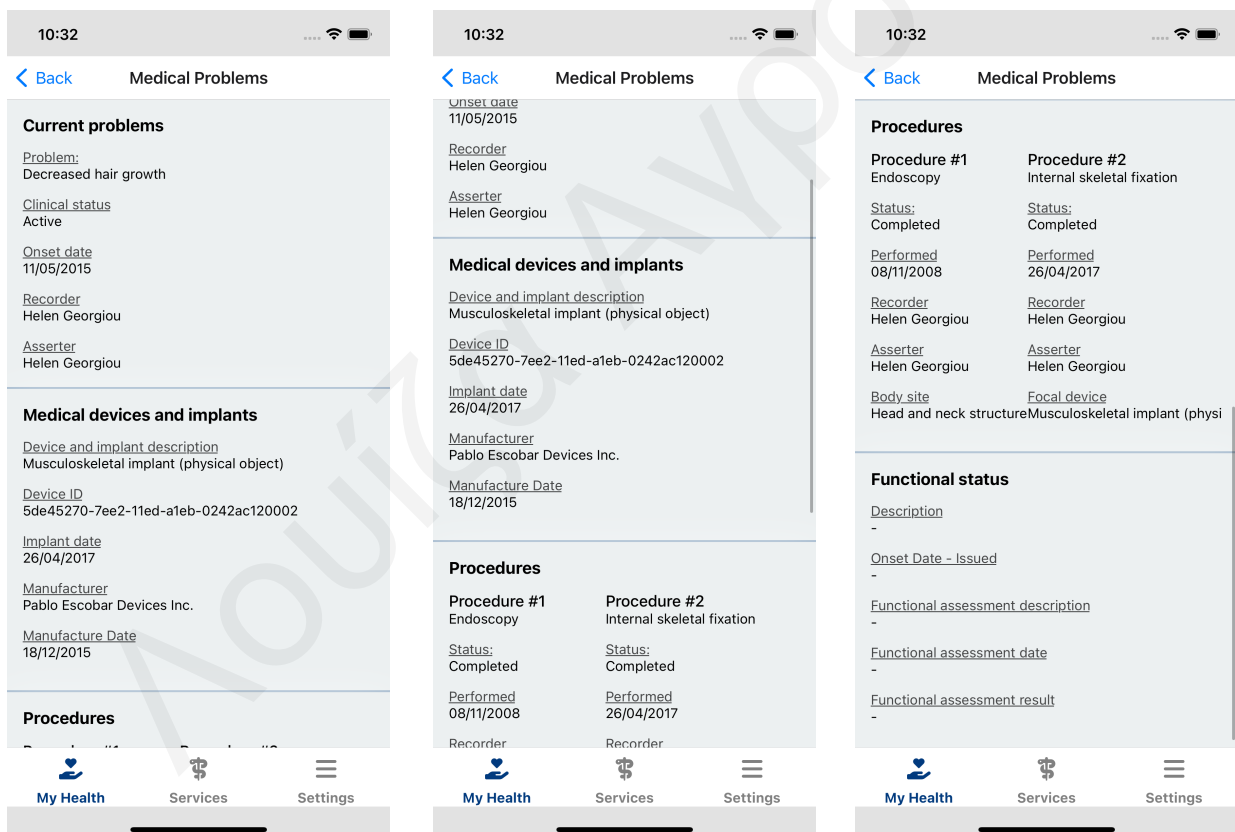 10:32
Back Medical Problems
Current problems
Problem:
Decreased hair growth
Clinical status
Active
Onset date
11/05/2015
Recorder
Helen Georgiou
Asserter
Helen Georgiou
Medical devices and implants
Device and implant description
Musculoskeletal implant (physical object)
Device ID
5de45270-7ee2-11ed-a1eb-0242ac120002
Implant date
26/04/2017
Manufacturer
Pablo Escobar Devices Inc.
Manufacture Date
18/12/2015
Procedures
My Health Services Settings
10:32
Back Medical Problems
Onset date
11/05/2015
Recorder
Helen Georgiou
Asserter
Helen Georgiou
Medical devices and implants
Device and implant description
Musculoskeletal implant (physical object)
Device ID
5de45270-7ee2-11ed-a1eb-0242ac120002
Implant date
26/04/2017
Manufacturer
Pablo Escobar Devices Inc.
Manufacture Date
18/12/2015
Procedures
Procedure #1 Procedure #2
Endoscopy Internal skeletal fixation
Status: Status:
Completed Completed
Performed Performed
08/11/2008 26/04/2017
Recorder Recorder
My Health Services Settings
10:32
Back Medical Problems
Procedures
Procedure #1 Procedure #2
Endoscopy Internal skeletal fixation
Status: Status:
Completed Completed
Performed Performed
08/11/2008 26/04/2017
Recorder Recorder
Helen Georgiou Helen Georgiou
Asserter Asserter
Helen Georgiou Helen Georgiou
Body site Focal device
Head and neck structure Musculoskeletal implant (physi
Functional status
Description
-
Onset Date - Issued
-
Functional assessment description
-
Functional assessment date
-
Functional assessment result
-
My Health Services Settings
Λουίζα Αυρο